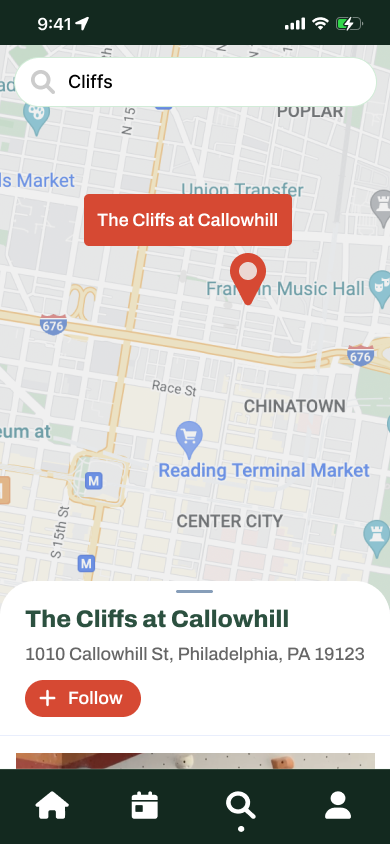 9:41
Cliffs
POPLAR
N 15
ls Market
Union Transfer
The Cliffs at Callowhill
Franklin Music Hall
676
676
Race St
CHINATOWN
eum at
Reading Terminal Market
M
CENTER CITY
S 15th St
M
The Cliffs at Callowhill
1010 Callowhill St, Philadelphia, PA 19123
+ Follow